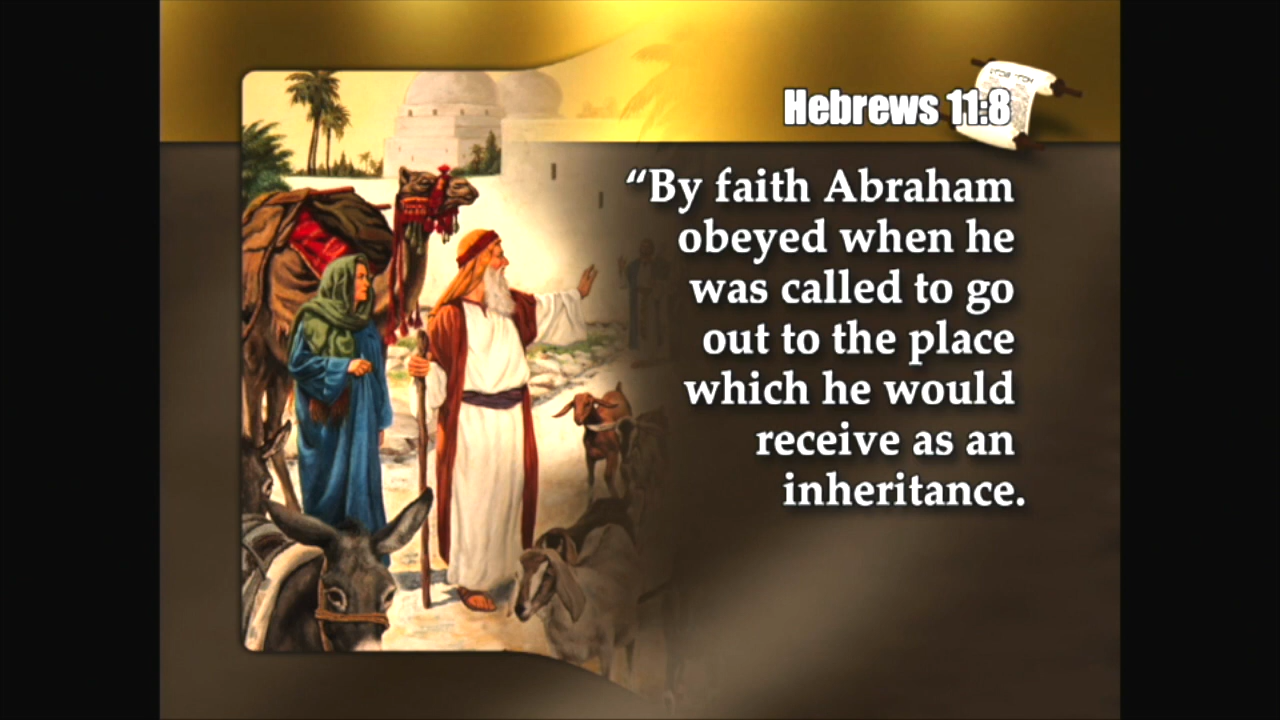 Hebrews 11:8
“By faith Abraham
obeyed when he
was called to go
out to the place
which he would
receive as an
inheritance.